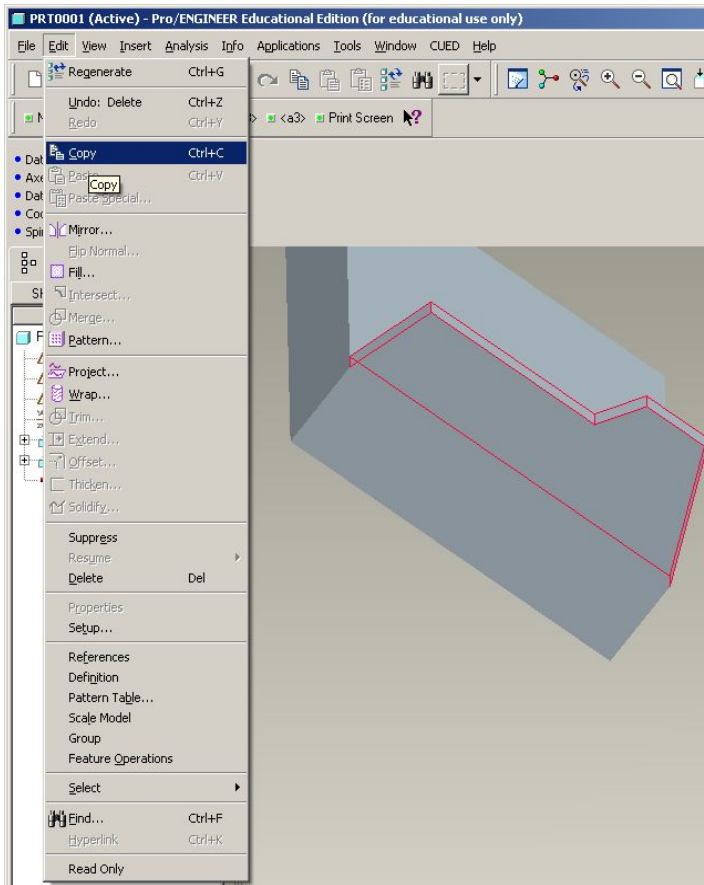 PRT0001 (Active) - Pro/ENGINEER Educational Edition (for educational use only)
File Edit View Insert Analysis Info Applications Tools Window CUED Help
Regenerate Ctrl+G
Undo: Delete Ctrl+Z
Redo Ctrl+Y
<a3> Print Screen
Copy Ctrl+C
Paste Ctrl+V
Copy
Paste Special...
Mirror...
Flip Normal...
Fill...
Intersect...
Merge...
Pattern...
Project...
Wrap...
Trim...
Extend...
Offset...
Thicken...
Solidify...
Suppress
Resume
Delete Del
Properties
Setup...
References
Definition
Pattern Table...
Scale Model
Group
Feature Operations
Select
Find... Ctrl+F
Hyperlink Ctrl+K
Read Only